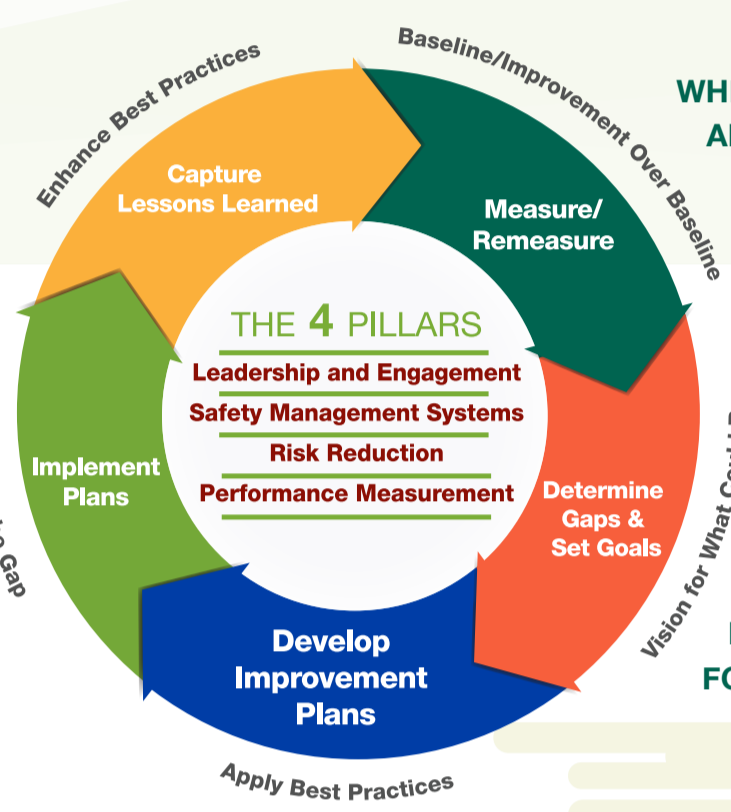 Enhance Best Practices
Baseline/Improvement Over Baseline
Capture
Lessons Learned
Measure/
Remeasure
THE 4 PILLARS
Leadership and Engagement
Safety Management Systems
Risk Reduction
Performance Measurement
Implement
Plans
Determine
Gaps &
Set Goals
Vision for What
Gap
Develop
Improvement
Plans
Apply Best Practices